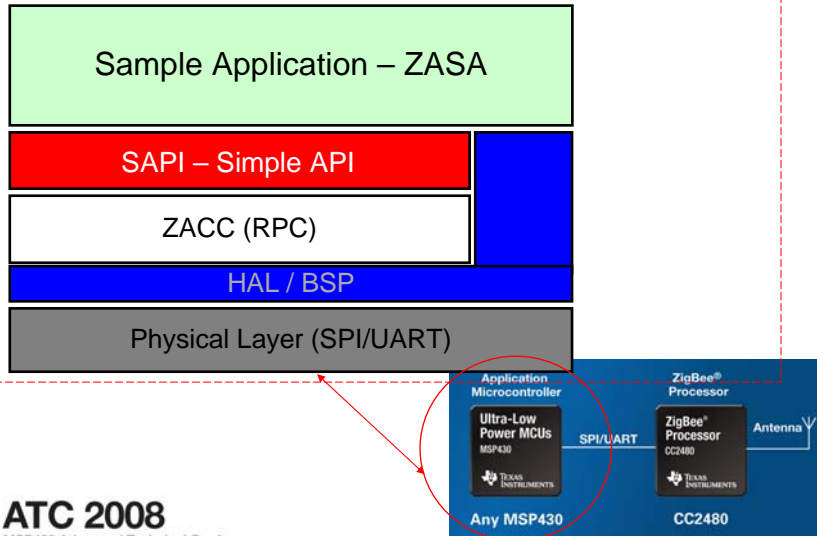 Sample Application – ZASA
SAPI – Simple API
ZACC (RPC)
HAL / BSP
Physical Layer (SPI/UART)
Application
Microcontroller
ZigBee®
Processor
Ultra-Low
Power MCUs
MSP430
TEXAS
INSTRUMENTS
SPI/UART
ZigBee®
Processor
CC2480
TEXAS
INSTRUMENTS
Antenna
Any MSP430
CC2480
ATC 2008